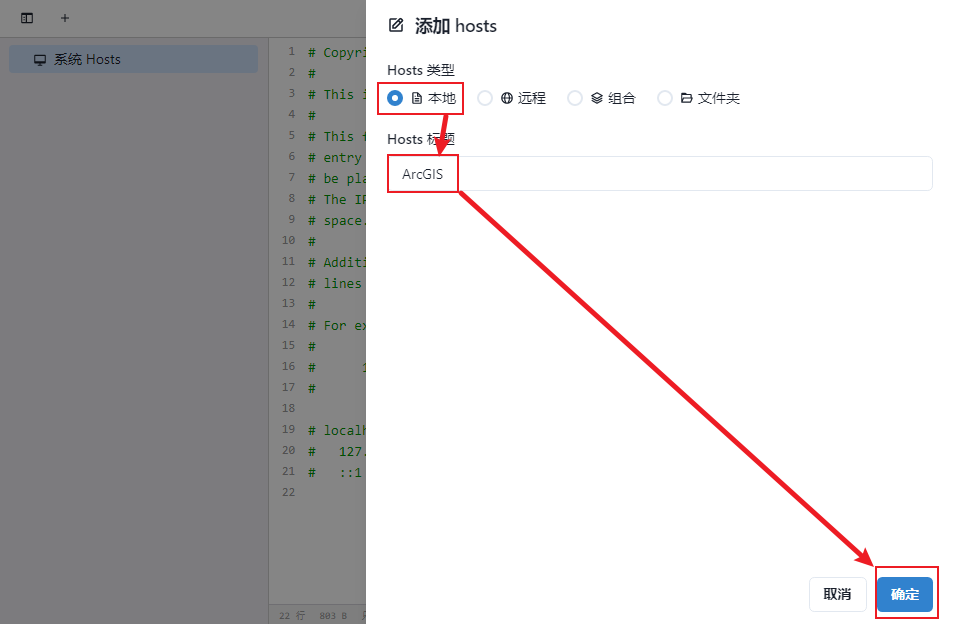 添加 hosts
系统 Hosts
Hosts 类型
本地 远程 组合 文件夹
Hosts 标题
ArcGIS
1 # Copyri
2 #
3 # This i
4 #
5 # This f
6 # entry
7 # be pla
8 # The IP
9 # space.
10 #
11 # Additi
12 # lines
13 #
14 # For ex
15 #
16 # 1
17 #
18
19 # localh
20 # 127.
21 # ::1
22
取消 确定
22 行 803 B